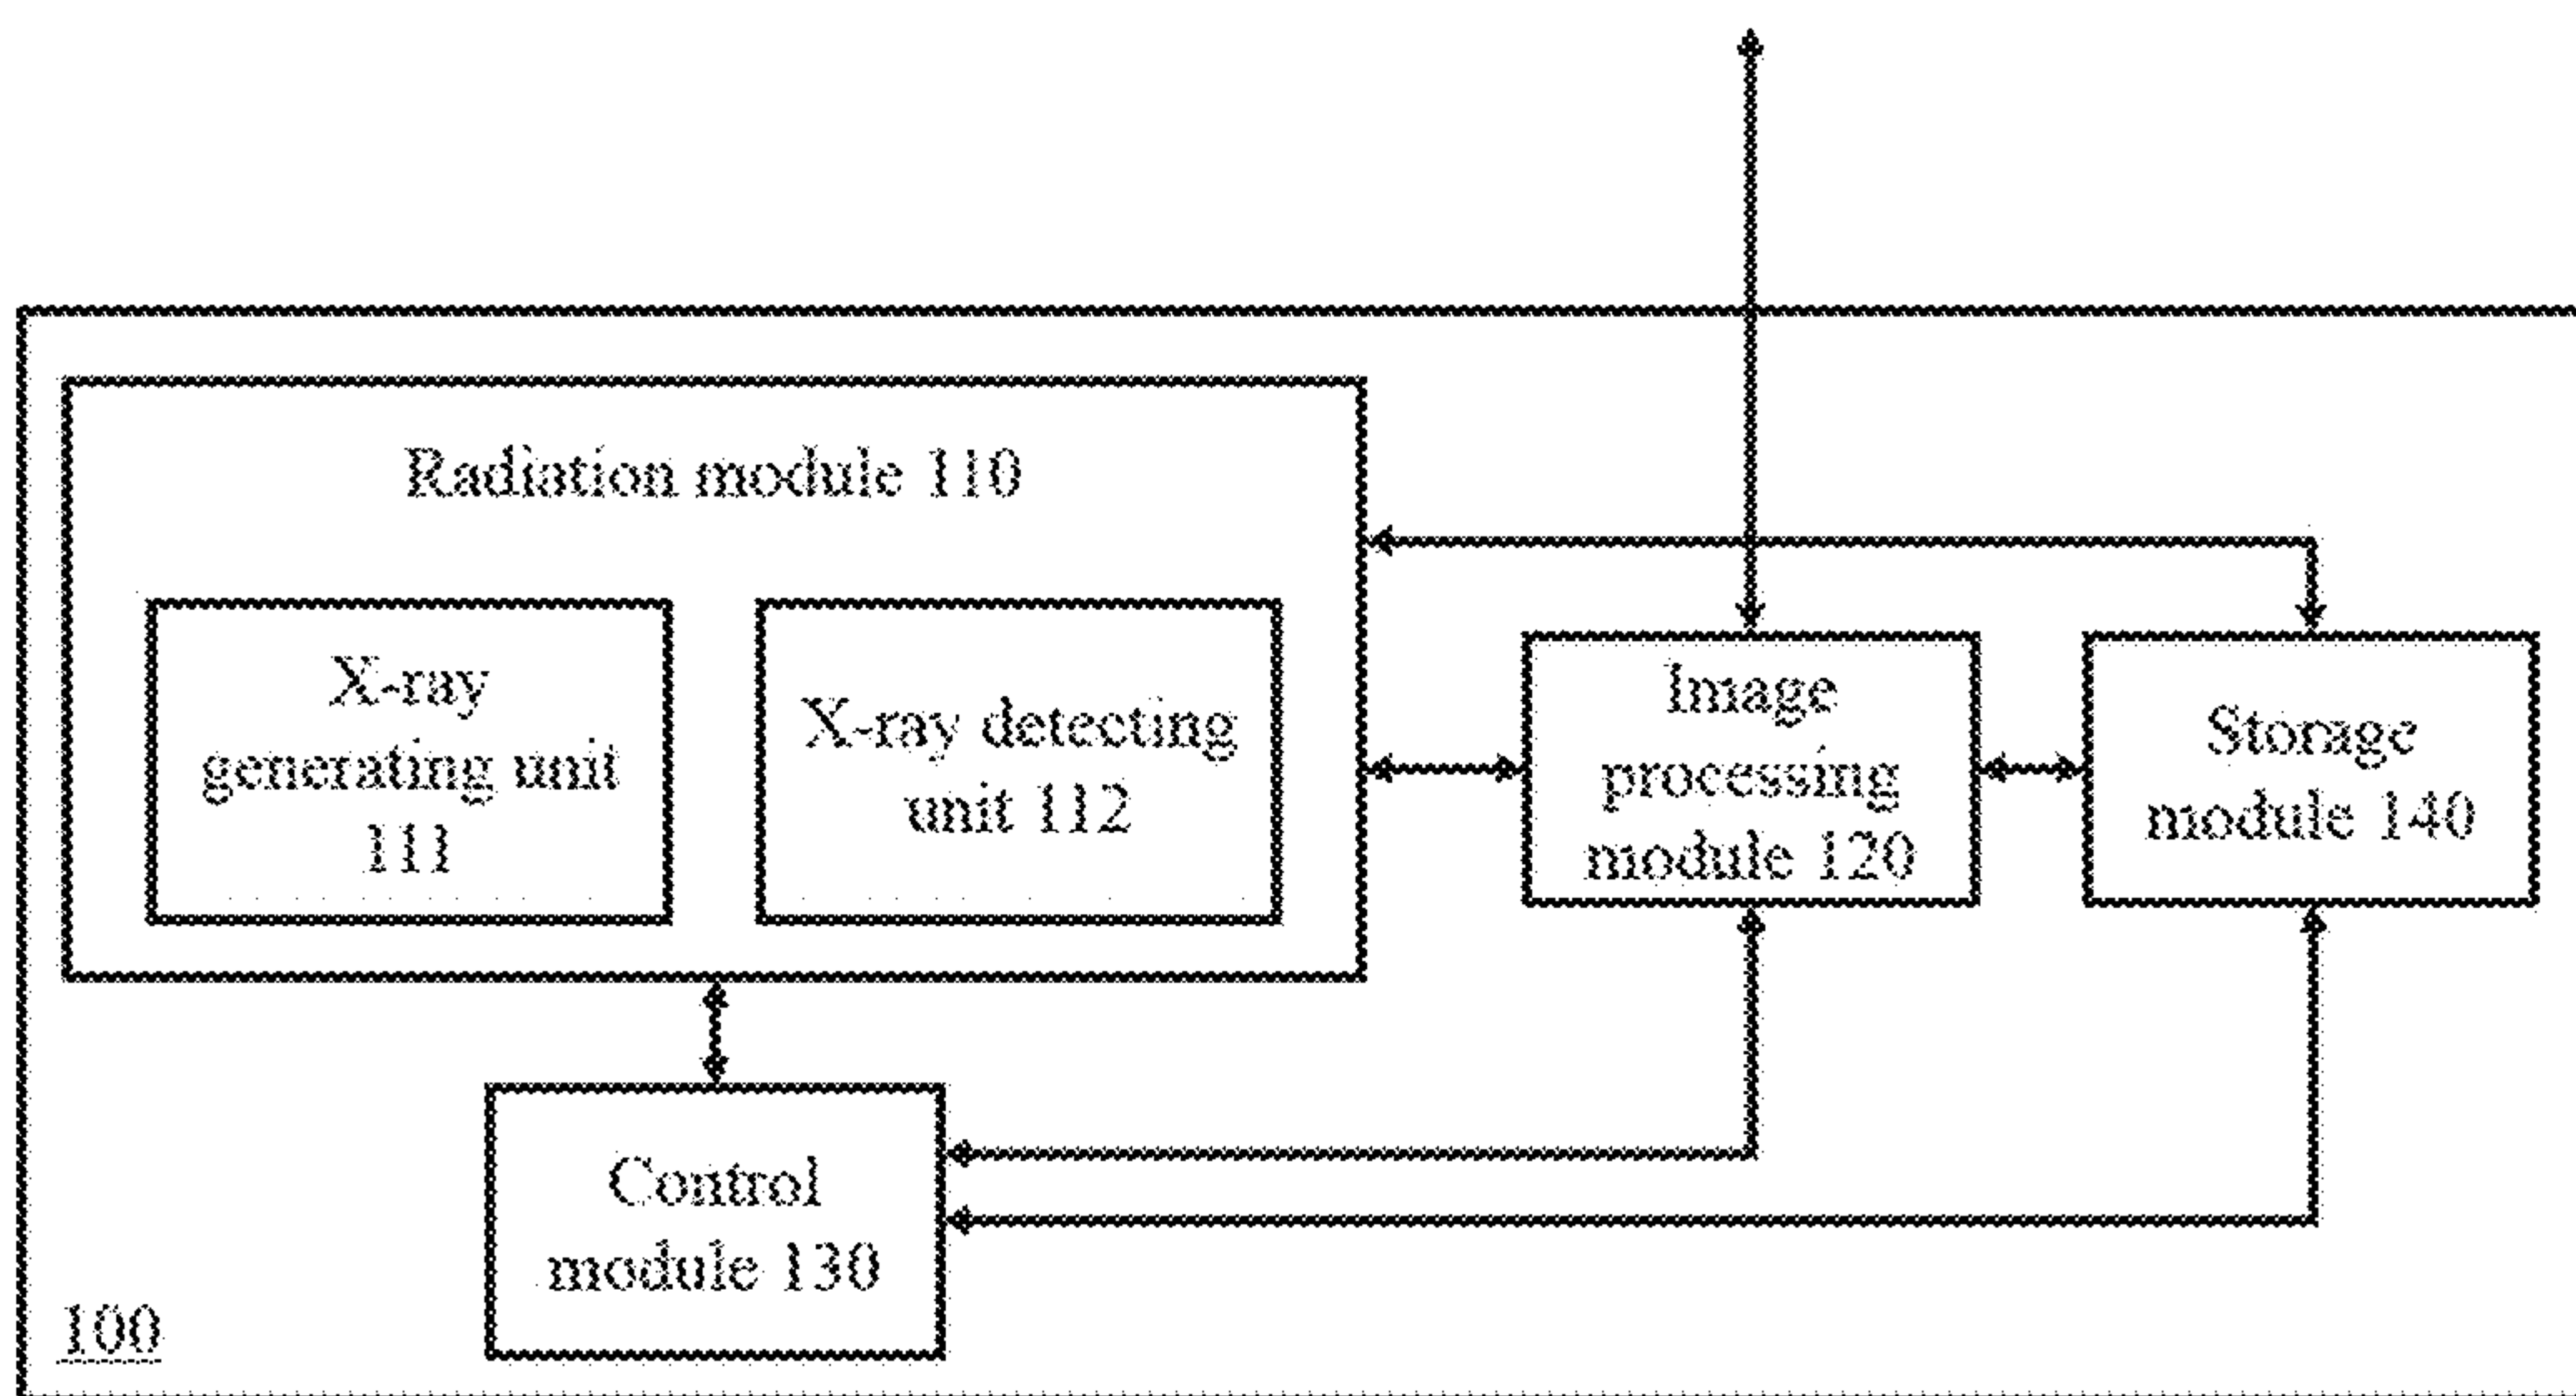 Radiation module 110
X-ray
generating unit
111
X-ray detecting
unit 112
Image
processing
module 120
Storage
module 140
Control
module 130
100